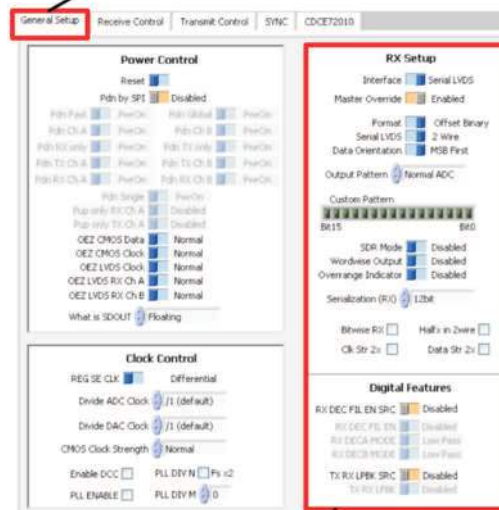 General Setup Receive Control Transmit Control SYNC CDCE72010
Power Control
Reset
Pdn by SPI Disabled
Pdn Fast PwrOn Pdn Global PwrOn
Pdn Ch A PwrOn Pdn Ch B PwrOn
Pdn RX only PwrOn Pdn TX only PwrOn
Pdn TX Ch A PwrOn Pdn TX Ch B PwrOn
Pdn RX Ch A PwrOn Pdn RX Ch B PwrOn
Pdn Single PwrOn
Pup only RX Ch A Disabled
Pup only TX Ch A Disabled
OEZ CMOS Data Normal
OEZ CMOS Clock Normal
OEZ LVDS Clock Normal
OEZ LVDS RX Ch A Normal
OEZ LVDS RX Ch B Normal
What is SDOUT Floating
Clock Control
REG SE CLK Differential
Divide ADC Clock /1 (default)
Divide DAC Clock /1 (default)
CMOS Clock Strength Normal
Enable DCC PLL DIV N Fs x2
PLL ENABLE PLL DIV M 0
RX Setup
Interface Serial LVDS
Master Override Enabled
Format Offset Binary
Serial LVDS 2 Wire
Data Orientation MSB First
Output Pattern Normal ADC
Custom Pattern
Bit15 Bit0
SDR Mode Disabled
Wordwise Output Disabled
Overrange Indicator Disabled
Serialization (RX) 12bit
Bitwise RX Halfx in 2wire
Clk Str 2x Data Str 2x
Digital Features
RX DEC FIL EN SRC Disabled
RX DEC FIL EN Disabled
RX DECA MODE Low Pass
RX DECB MODE Low Pass
TX RX LPBK SRC Disabled
TX RX LPBK Disabled